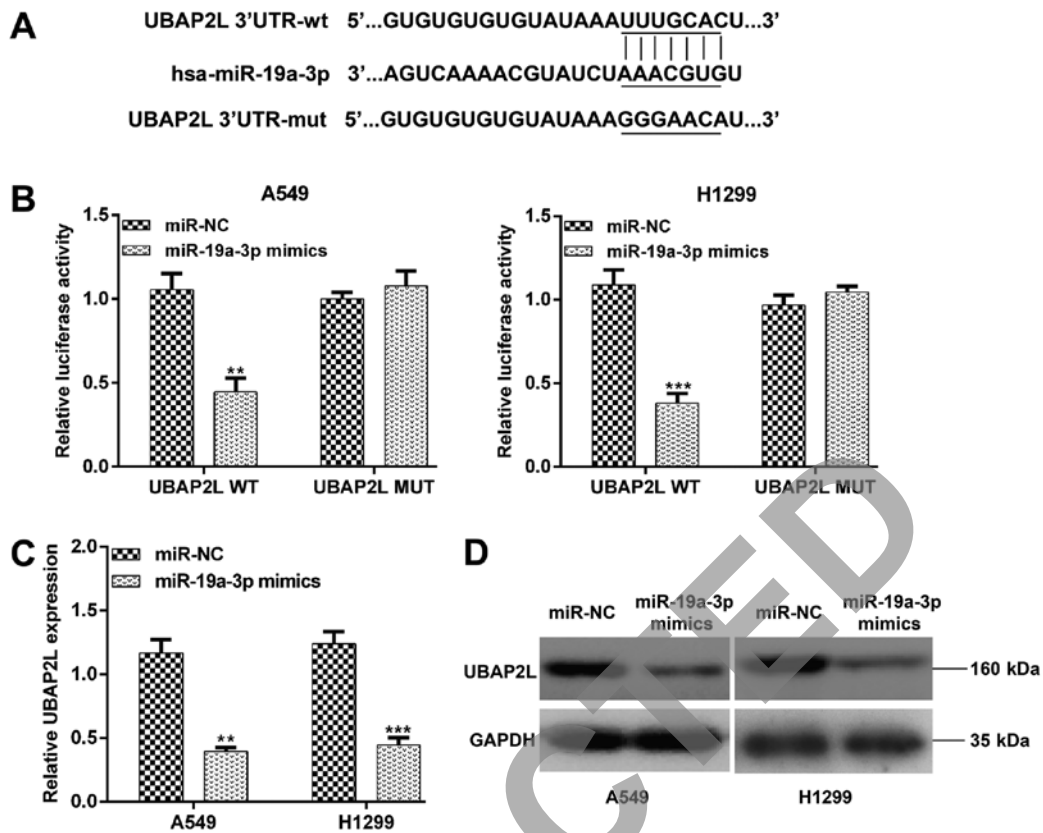 A
UBAP2L 3'UTR-wt 5'...GUGUGUGUGUAUAAAUUUGCACU...3'
hsa-miR-19a-3p 3'...AGUCAAAACGUAUCUAAACGUGU
UBAP2L 3'UTR-mut 5'...GUGUGUGUGUAUAAAGGGAACAU...3'
B
A549
Relative luciferase activity
1.5
1.0
0.5
0.0
miR-NC
miR-19a-3p mimics
**
UBAP2L WT
UBAP2L MUT
H1299
Relative luciferase activity
1.5
1.0
0.5
0.0
miR-NC
miR-19a-3p mimics
***
UBAP2L WT
UBAP2L MUT
C
Relative UBAP2L expression
2.0
1.5
1.0
0.5
0.0
miR-NC
miR-19a-3p mimics
**
***
A549
H1299
D
miR-NC
miR-19a-3p
mimics
miR-NC
miR-19a-3p
mimics
UBAP2L
160 kDa
GAPDH
35 kDa
A549
H1299
CTED